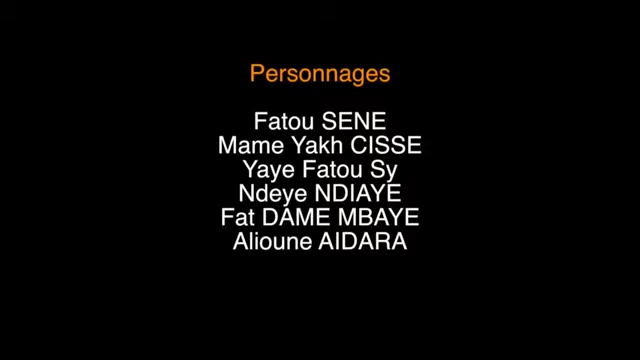 Personnages
Fatou SENE
Mame Yakh CISSE
Yaye Fatou Sy
Ndeye NDIAYE
Fat DAME MBAYE
Alioune AIDARA